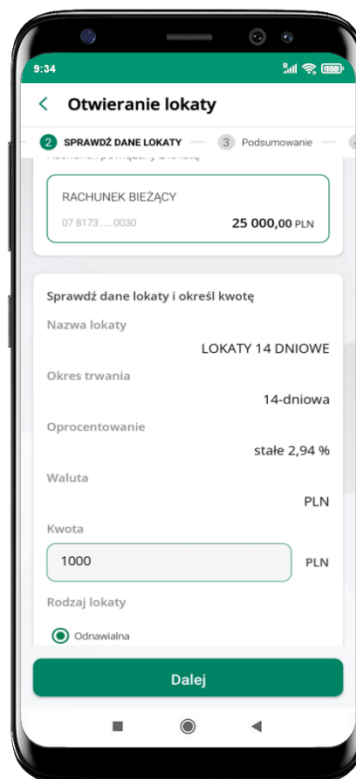 9:34
Otwieranie lokaty
2 SPRAWDŹ DANE LOKATY 3 Podsumowanie
RACHUNEK BIEŻĄCY
07 8173 .... 0030 25 000,00 PLN
Sprawdź dane lokaty i określ kwotę
Nazwa lokaty
LOKATY 14 DNIOWE
Okres trwania
14-dniowa
Oprocentowanie
stałe 2,94 %
Waluta
PLN
Kwota
1000 PLN
Rodzaj lokaty
Odnawialna
Dalej